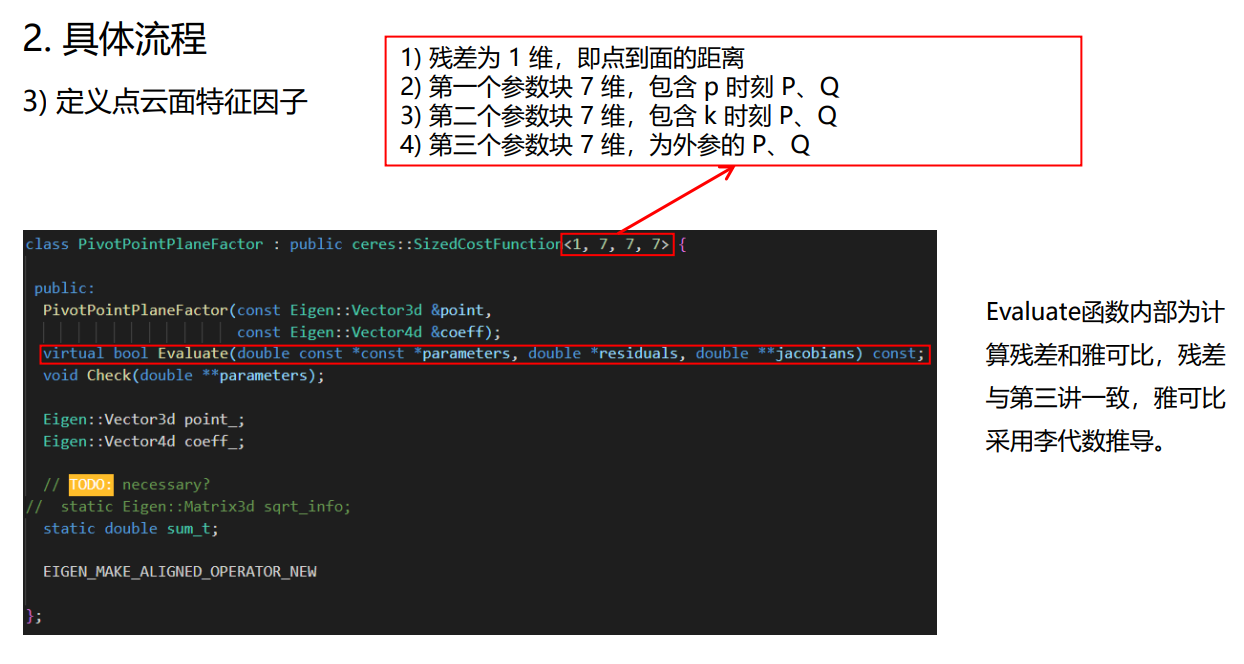 2. 具体流程
3) 定义点云面特征因子
1) 残差为 1 维，即点到面的距离
2) 第一个参数块 7 维，包含 p 时刻 P、Q
3) 第二个参数块 7 维，包含 k 时刻 P、Q
4) 第三个参数块 7 维，为外参的 P、Q
class PivotPointPlaneFactor : public ceres::SizedCostFunction<1, 7, 7, 7> {
public:
PivotPointPlaneFactor(const Eigen::Vector3d &point,
const Eigen::Vector4d &coeff);
virtual bool Evaluate(double const *const *parameters, double *residuals, double **jacobians) const;
void Check(double **parameters);
Eigen::Vector3d point_;
Eigen::Vector4d coeff_;
// TODO: necessary?
//  static Eigen::Matrix3d sqrt_info;
static double sum_t;
EIGEN_MAKE_ALIGNED_OPERATOR_NEW
};
Evaluate函数内部为计
算残差和雅可比，残差
与第三讲一致，雅可比
采用李代数推导。